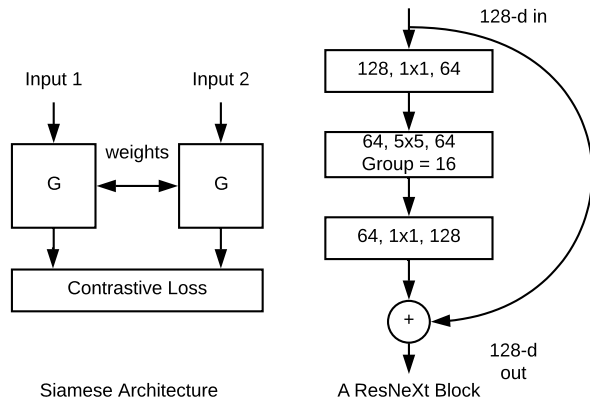 Input 1
Input 2
weights
G
G
Contrastive Loss
Siamese Architecture
128-d in
128, 1x1, 64
64, 5x5, 64
Group = 16
64, 1x1, 128
+
128-d
out
A ResNeXt Block